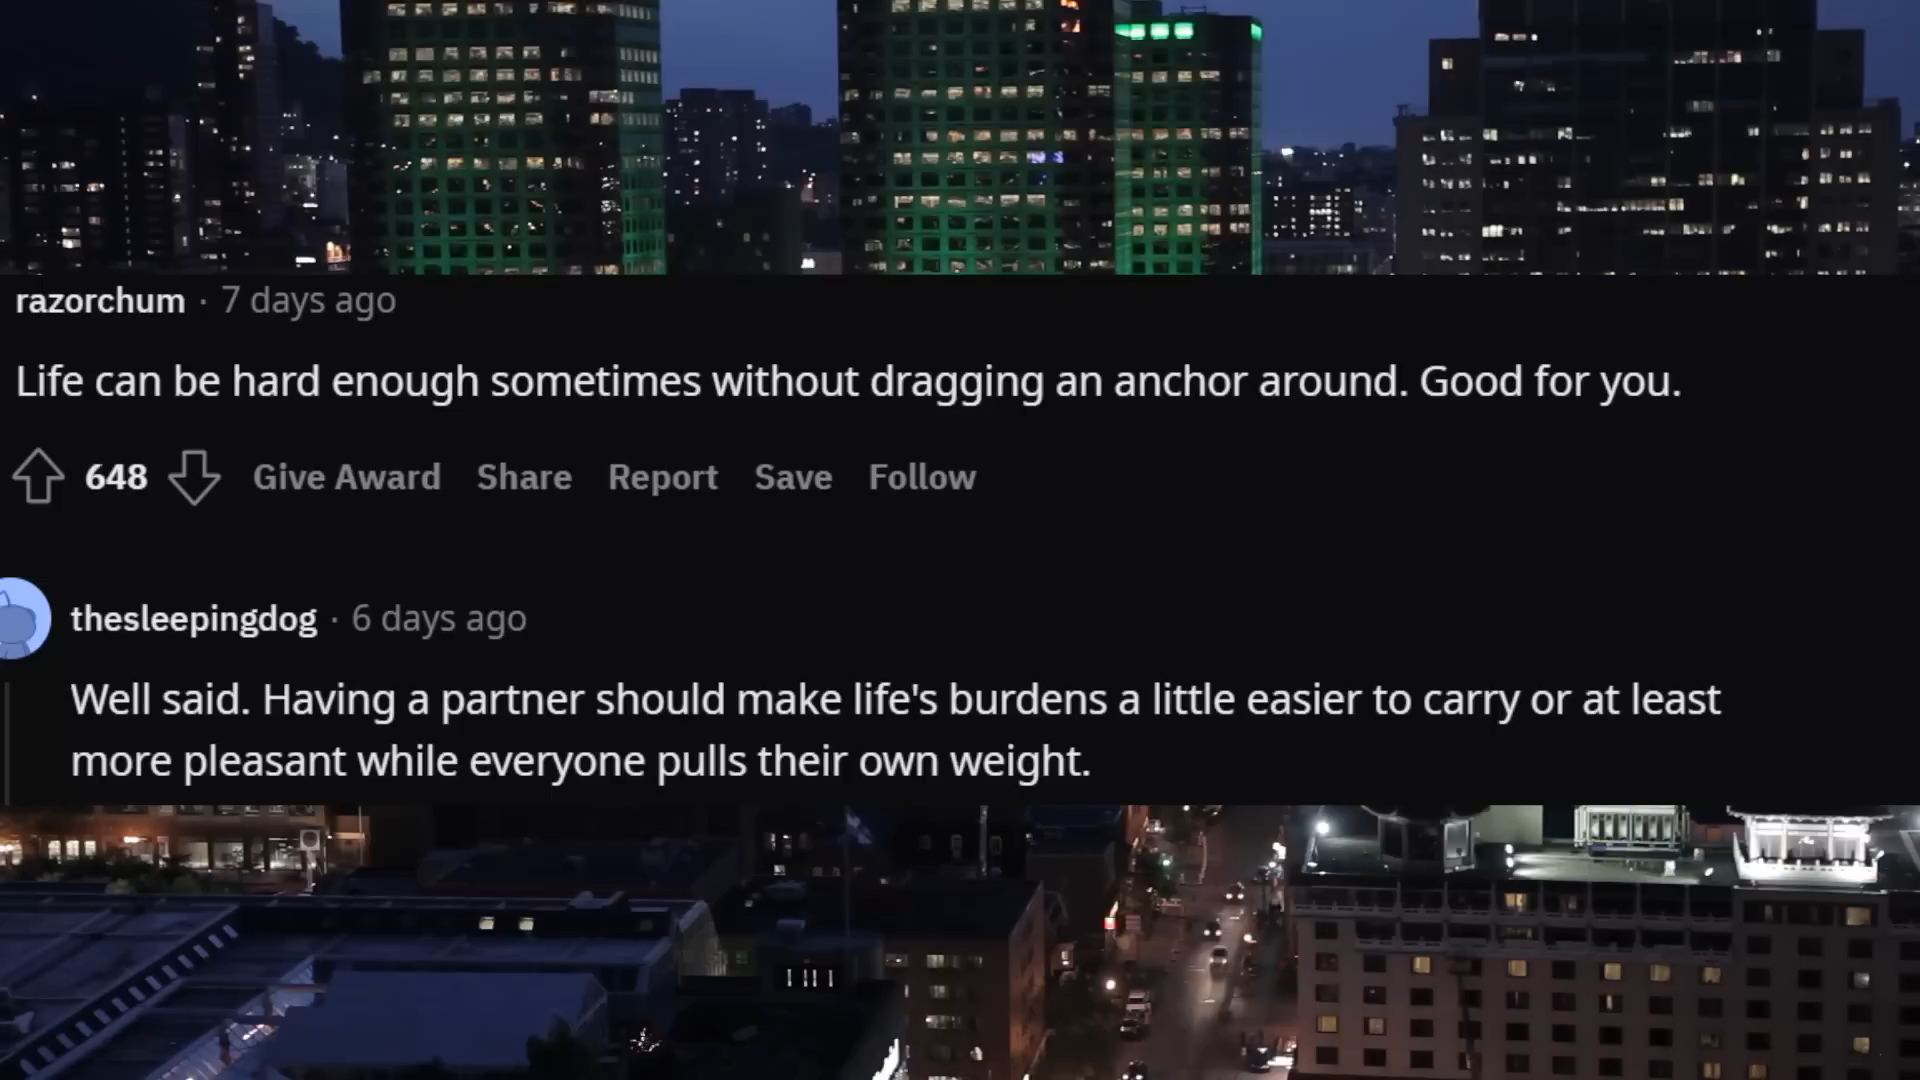 razorchum · 7 days ago
Life can be hard enough sometimes without dragging an anchor around. Good for you.
648 Give Award Share Report Save Follow
thesleepingdog · 6 days ago
Well said. Having a partner should make life's burdens a little easier to carry or at least
more pleasant while everyone pulls their own weight.